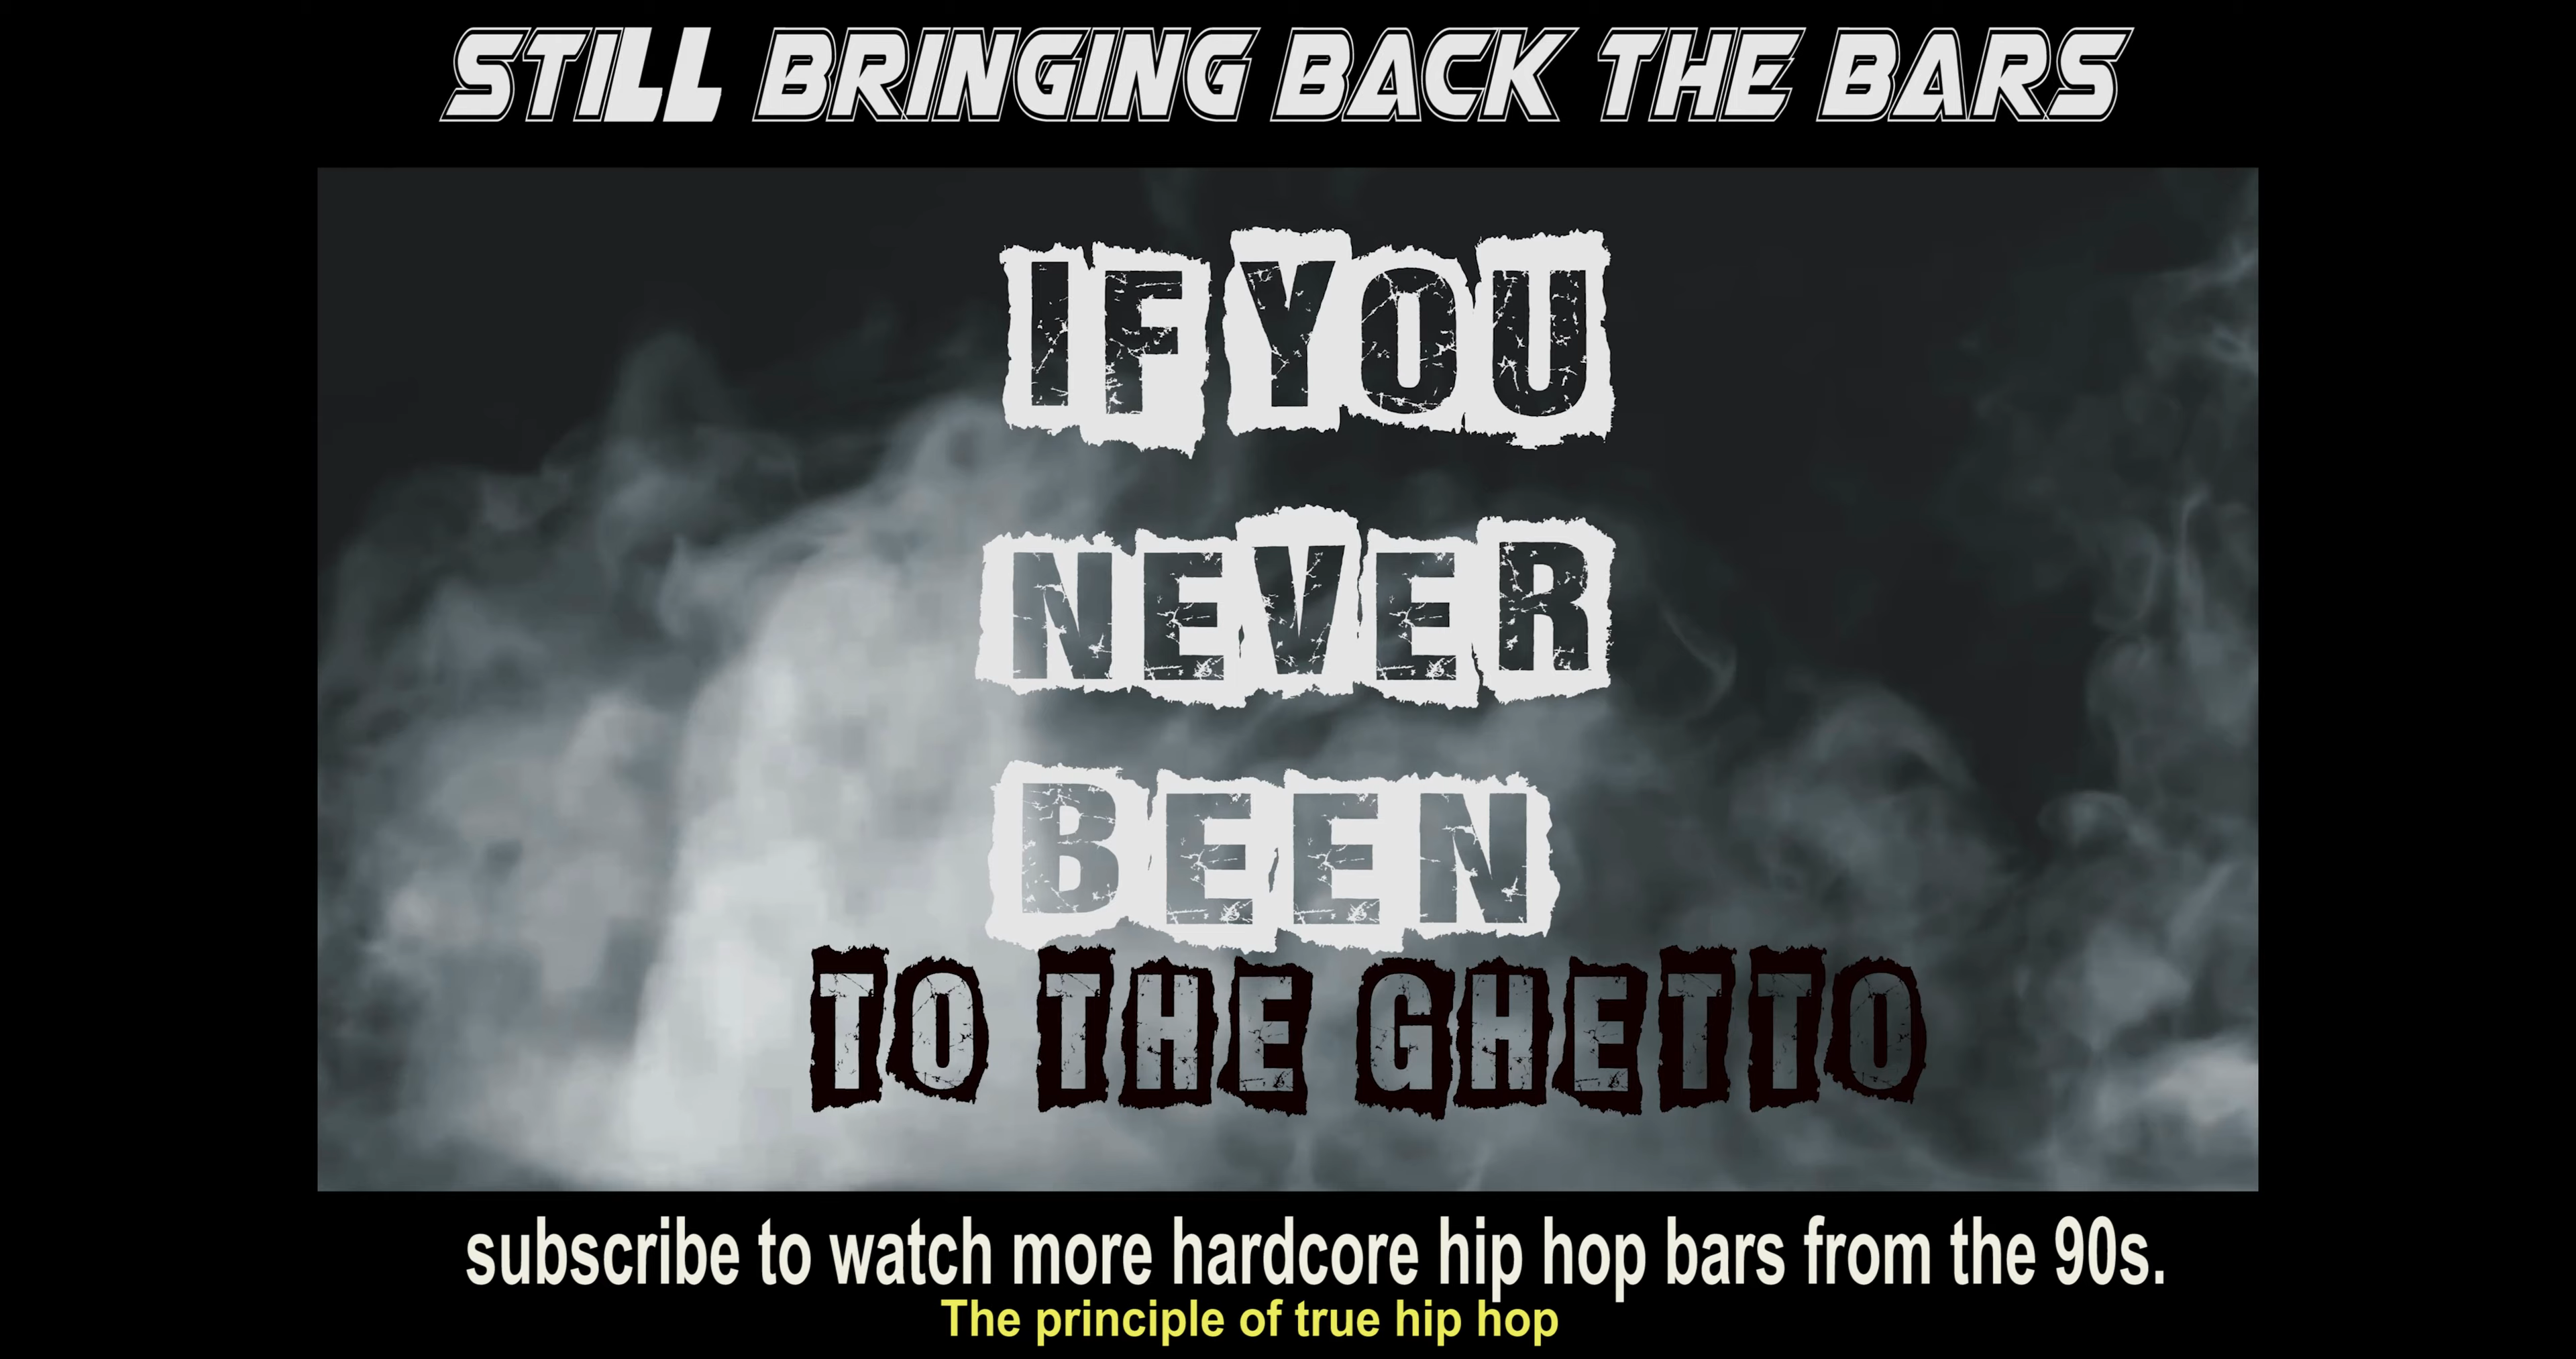 STILL BRINGING BACK THE BARS
IF YOU
NEVER
BEEN
TO THE GHETTO
subscribe to watch more hardcore hip hop bars from the 90s.
The principle of true hip hop